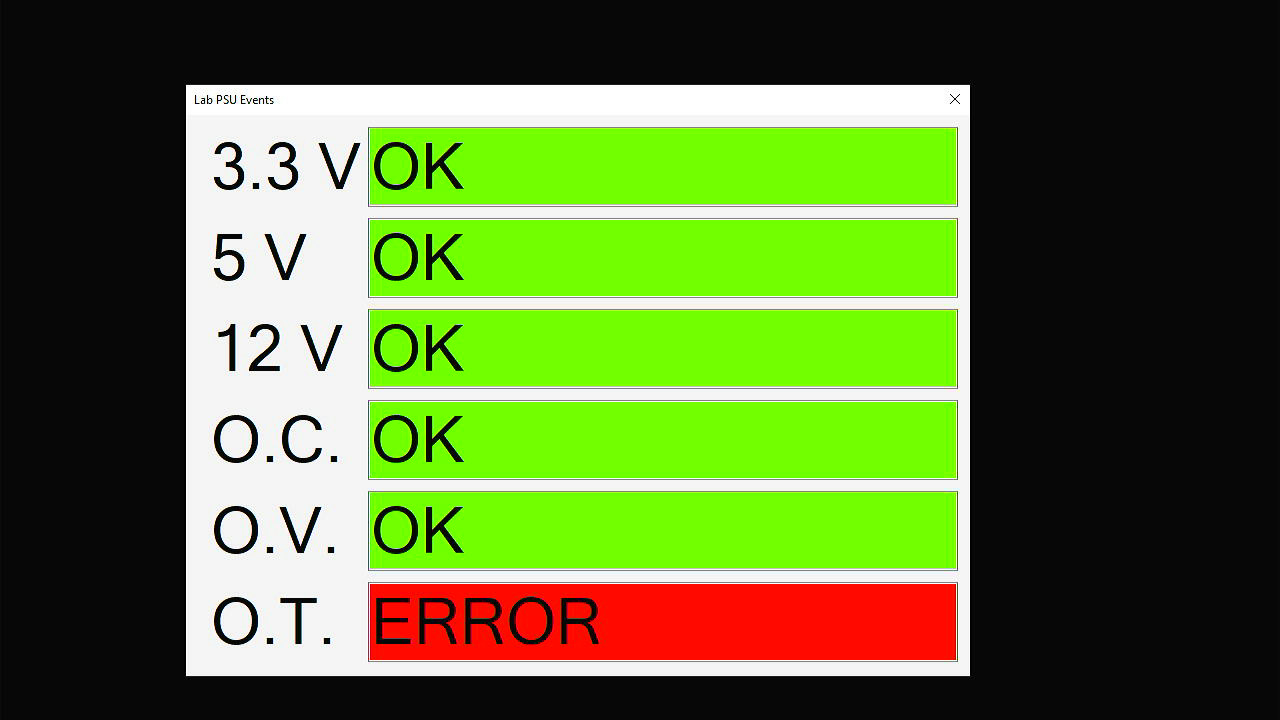 Lab PSU Events
3.3 V OK
5 V OK
12 V OK
O.C. OK
O.V. OK
O.T. ERROR